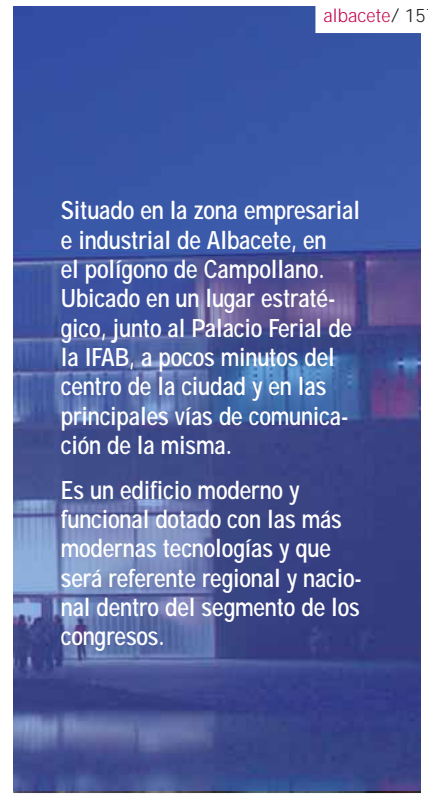 albacete/ 157
Situado en la zona empresarial
e industrial de Albacete, en
el polígono de Campollano.
Ubicado en un lugar estraté-
gico, junto al Palacio Ferial de
la IFAB, a pocos minutos del
centro de la ciudad y en las
principales vías de comunica-
ción de la misma.
Es un edificio moderno y
funcional dotado con las más
modernas tecnologías y que
será referente regional y nacio-
nal dentro del segmento de los
congresos.